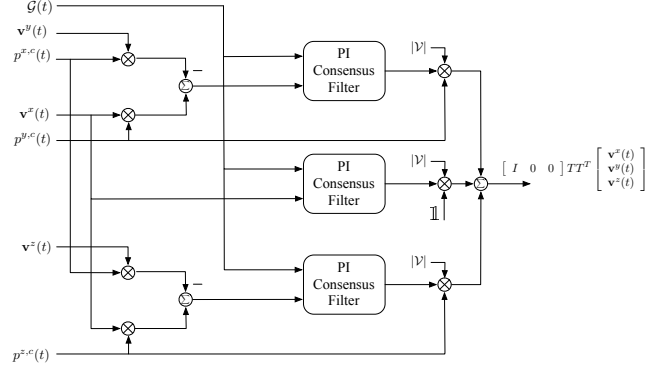 𝒢(t)
v^y(t)
p^{x,c}(t)
v^x(t)
p^{y,c}(t)
v^z(t)
p^{z,c}(t)
−
Σ
PI
Consensus
Filter
|𝒱|
PI
Consensus
Filter
|𝒱|
𝟙
Σ
[ I 0 0 ] TT^T [ v^x(t)
v^y(t)
v^z(t) ]
−
Σ
PI
Consensus
Filter
|𝒱|